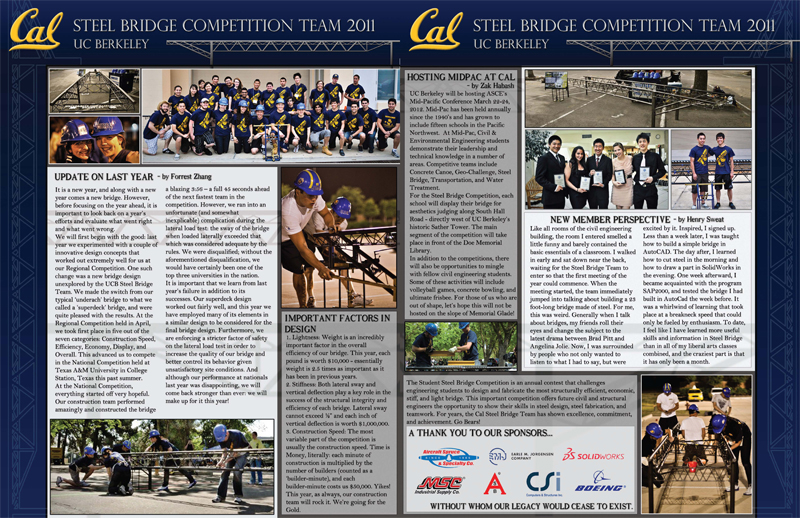 Cal
STEEL BRIDGE COMPETITION TEAM 2011
UC BERKELEY
UPDATE ON LAST YEAR - by Forrest Zhang
It is a new year, and along with a new
year comes a new bridge. However,
before focusing on the year ahead, it is
important to look back on a year's
efforts and evaluate what went right
and what went wrong.
We will first begin with the good: last
year we experimented with a couple of
innovative design concepts that
worked out extremely well for us at
our Regional Competition. One such
change was a new bridge design
unexplored by the UCB Steel Bridge
Team. We made the switch from our
typical 'underdeck' bridge to what we
called a 'superdeck' bridge, and were
quite pleased with the results. At the
Regional Competition held in April,
we took first place in five out of the
seven categories: Construction Speed,
Efficiency, Economy, Display, and
Overall. This advanced us to compete
in the National Competition held at
Texas A&M University in College
Station, Texas this past summer.
At the National Competition,
everything started off very hopeful.
Our construction team performed
amazingly and constructed the bridge
a blazing 3:56 – a full 45 seconds ahead
of the next fastest team in the
competition. However, we ran into an
unfortunate (and somewhat
inexplicable) complication during the
lateral load test: the sway of the bridge
when loaded laterally exceeded that
which was considered adequate by the
rules. We were disqualified; without the
aforementioned disqualification, we
would have certainly been one of the
top three universities in the nation.
It is important that we learn from last
year's failure in addition to its
successes. Our superdeck design
worked out fairly well, and this year we
have employed many of its elements in
a similar design to be considered for the
final bridge design. Furthermore, we
are enforcing a stricter factor of safety
on the lateral load test in order to
increase the quality of our bridge and
better control its behavior given
unsatisfactory site conditions. And
although our performance at nationals
last year was disappointing, we will
come back stronger than ever: we will
make up for it this year!
IMPORTANT FACTORS IN
DESIGN
1. Lightness: Weight is an incredibly
important factor in the overall
efficiency of our bridge. This year, each
pound is worth $10,000 - essentially
weight is 2.5 times as important as it
has been in previous years.
2. Stiffness: Both lateral sway and
vertical deflection play a key role in the
success of the structural integrity and
efficiency of each bridge. Lateral sway
cannot exceed ½" and each inch of
vertical deflection is worth $1,000,000.
3. Construction Speed: The most
variable part of the competition is
usually the construction speed. Time is
Money, literally: each minute of
construction is multiplied by the
number of builders (counted as a
'builder-minute), and each
builder-minute costs us $50,000. Yikes!
This year, as always, our construction
team will rock it. We're going for the
Gold.
Cal
STEEL BRIDGE COMPETITION TEAM 2011
UC BERKELEY
HOSTING MIDPAC AT CAL
- by Zak Habash
UC Berkeley will be hosting ASCE's
Mid-Pacific Conference March 22-24,
2012. Mid-Pac has been held annually
since the 1940's and has grown to
include fifteen schools in the Pacific
Northwest. At Mid-Pac, Civil &
Environmental Engineering students
demonstrate their leadership and
technical knowledge in a number of
areas. Competitive teams include
Concrete Canoe, Geo-Challenge, Steel
Bridge, Transportation, and Water
Treatment.
For the Steel Bridge Competition, each
school will display their bridge for
aesthetics judging along South Hall
Road – directly west of UC Berkeley's
historic Sather Tower. The main
segment of the competition will take
place in front of the Doe Memorial
Library.
In addition to the competitions, there
will also be opportunities to mingle
with fellow civil engineering students.
Some of these activities will include
volleyball games, concrete bowling, and
ultimate frisbee. For those of us who are
out of shape, let's hope this will not be
hosted on the slope of Memorial Glade!
NEW MEMBER PERSPECTIVE - by Henry Sweat
Like all rooms of the civil engineering
building, the room I entered smelled a
little funny and barely contained the
basic essentials of a classroom. I walked
in early and sat down near the back,
waiting for the Steel Bridge Team to
enter so that the first meeting of the
year could commence. When the
meeting started, the team immediately
jumped into talking about building a 23
foot-long bridge made of steel. For me,
this was weird. Generally when I talk
about bridges, my friends roll their
eyes and change the subject to the
latest drama between Brad Pitt and
Angelina Jolie. Now, I was surrounded
by people who not only wanted to
listen to what I had to say, but were
excited by it. Inspired, I signed up.
Less than a week later, I was taught
how to build a simple bridge in
AutoCAD. The day after, I learned
how to cut steel in the morning and
how to draw a part in SolidWorks in
the evening. One week afterward, I
became acquainted with the program
SAP2000, and tested the bridge I had
built in AutoCad the week before. It
was a whirlwind of learning that took
place at a breakneck speed that could
only be fueled by enthusiasm. To date,
I feel like I have learned more useful
skills and information in Steel Bridge
than in all of my liberal arts classes
combined, and the craziest part is that
it has only been a month.
The Student Steel Bridge Competition is an annual contest that challenges
engineering students to design and fabricate the most structurally efficient, economic,
stiff, and light bridge. This important competition offers future civil and structural
engineers the opportunity to show their skills in steel design, steel fabrication, and
teamwork. For years, the Cal Steel Bridge Team has shown excellence, commitment,
and achievement. Go Bears!
A THANK YOU TO OUR SPONSORS...
Aircraft Spruce
& Specialty Co.
EARLE M. JORGENSEN
COMPANY
SOLIDWORKS
MSC
Industrial Supply Co.
CSi
Computers & Structures Inc
BOEING
WITHOUT WHOM OUR LEGACY WOULD CEASE TO EXIST.